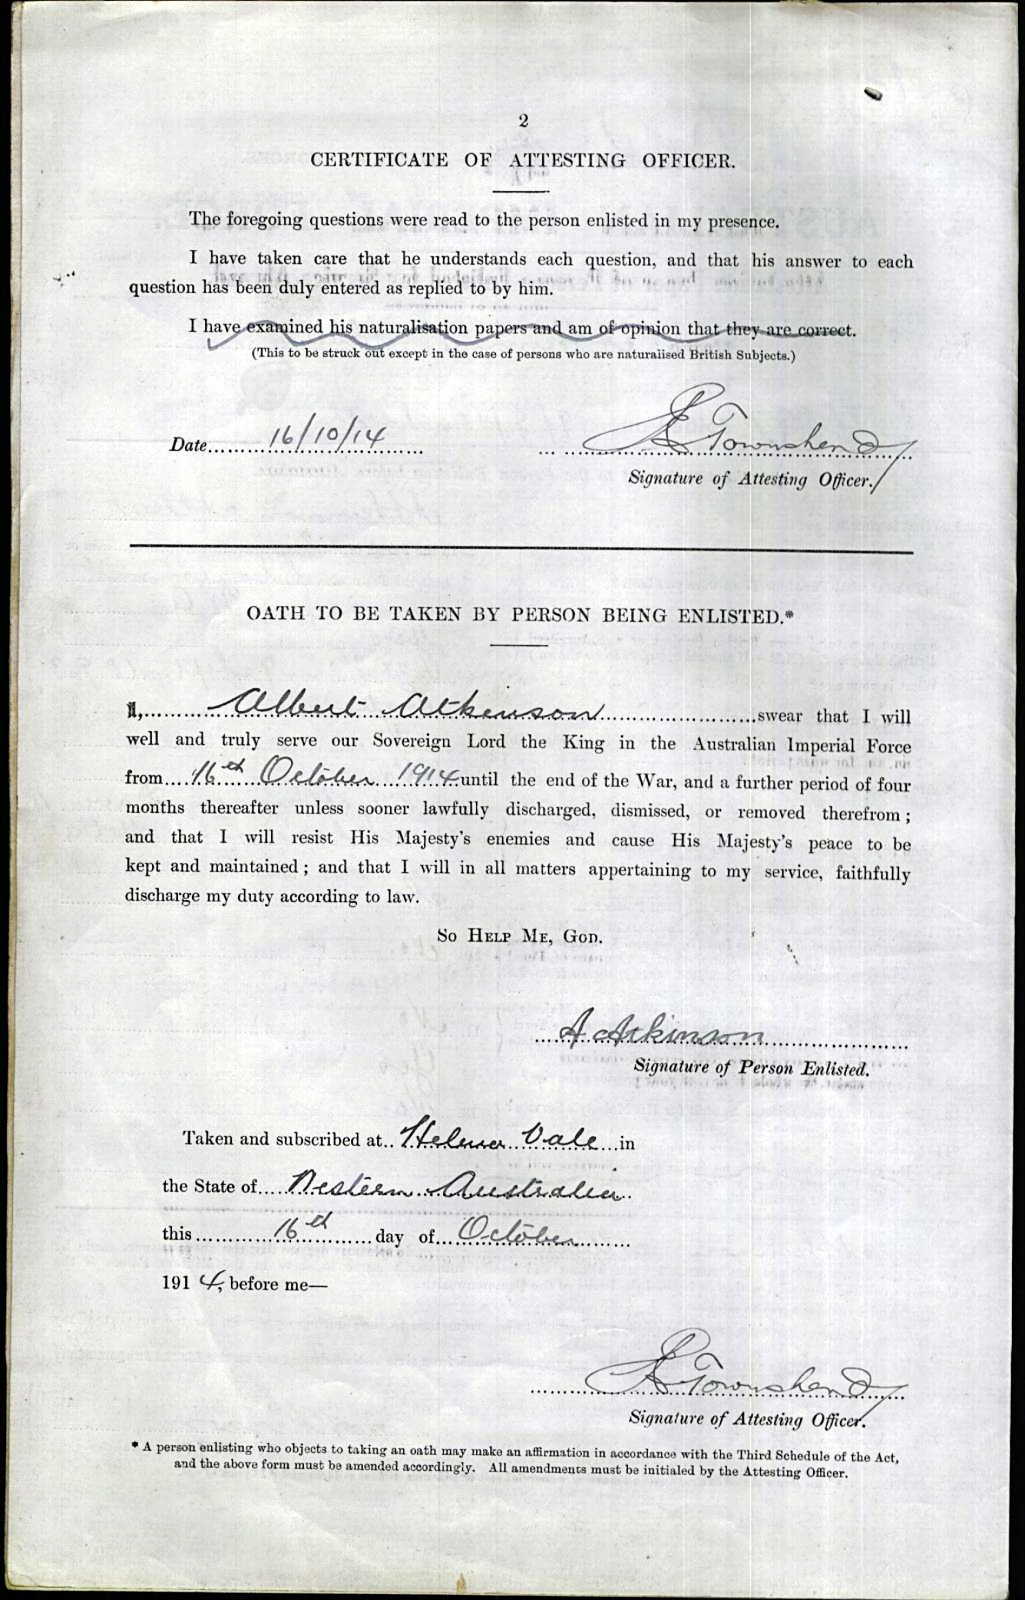 2
CERTIFICATE OF ATTESTING OFFICER.
The foregoing questions were read to the person enlisted in my presence.
I have taken care that he understands each question, and that his answer to each
question has been duly entered as replied to by him.
I have examined his naturalisation papers and am of opinion that they are correct.
(This to be struck out except in the case of persons who are naturalised British Subjects.)
Date 16/10/14 Townshend
Signature of Attesting Officer.
OATH TO BE TAKEN BY PERSON BEING ENLISTED.*
I, Albert Atkinson swear that I will
well and truly serve our Sovereign Lord the King in the Australian Imperial Force
from 16th October 1914 until the end of the War, and a further period of four
months thereafter unless sooner lawfully discharged, dismissed, or removed therefrom;
and that I will resist His Majesty's enemies and cause His Majesty's peace to be
kept and maintained; and that I will in all matters appertaining to my service, faithfully
discharge my duty according to law.
So Help Me, God.
A Atkinson
Signature of Person Enlisted.
Taken and subscribed at Helena Vale in
the State of Western Australia
this 16th day of October
1914, before me—
Townshend
Signature of Attesting Officer.
* A person enlisting who objects to taking an oath may make an affirmation in accordance with the Third Schedule of the Act,
and the above form must be amended accordingly. All amendments must be initialed by the Attesting Officer.